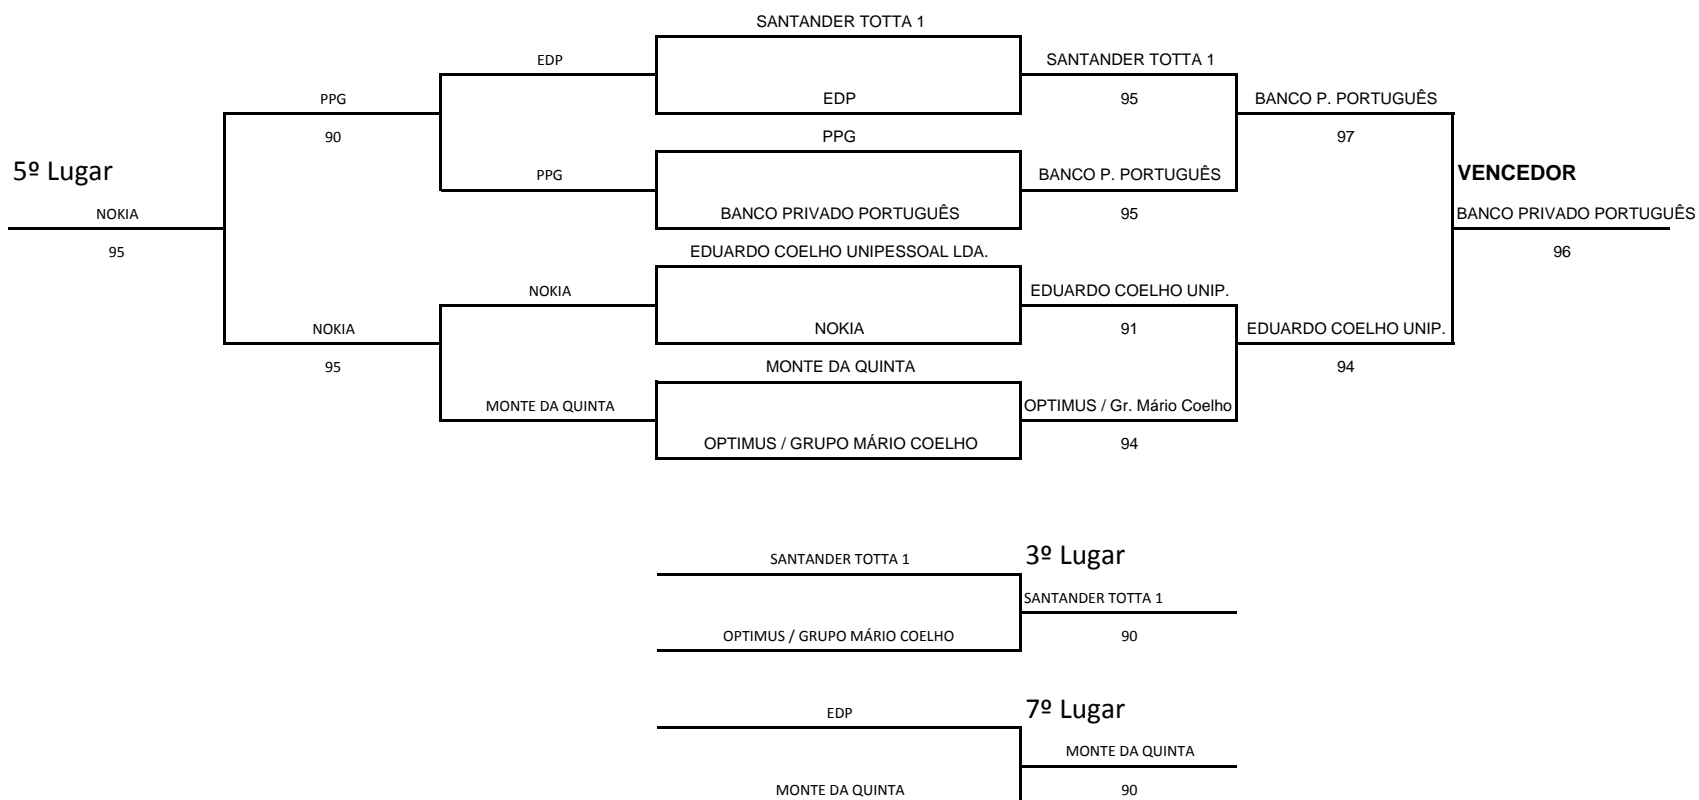 SANTANDER TOTTA 1
EDP
SANTANDER TOTTA 1
PPG
EDP
95
BANCO P. PORTUGUÊS
90
PPG
97
5º Lugar
PPG
BANCO P. PORTUGUÊS
VENCEDOR
NOKIA
BANCO PRIVADO PORTUGUÊS
95
BANCO PRIVADO PORTUGUÊS
95
EDUARDO COELHO UNIPESSOAL LDA.
96
NOKIA
EDUARDO COELHO UNIP.
NOKIA
NOKIA
91
EDUARDO COELHO UNIP.
95
MONTE DA QUINTA
94
MONTE DA QUINTA
OPTIMUS / Gr. Mário Coelho
OPTIMUS / GRUPO MÁRIO COELHO
94
SANTANDER TOTTA 1
3º Lugar
SANTANDER TOTTA 1
OPTIMUS / GRUPO MÁRIO COELHO
90
EDP
7º Lugar
MONTE DA QUINTA
MONTE DA QUINTA
90